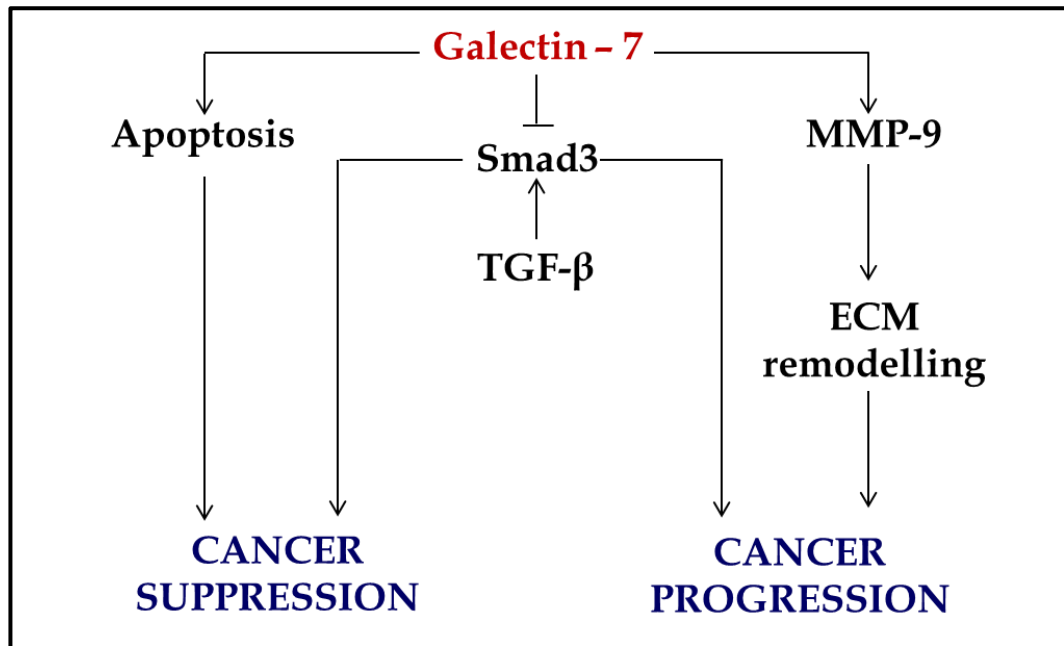 Galectin – 7
Apoptosis
MMP-9
Smad3
TGF-β
ECM
remodelling
CANCER
SUPPRESSION
CANCER
PROGRESSION